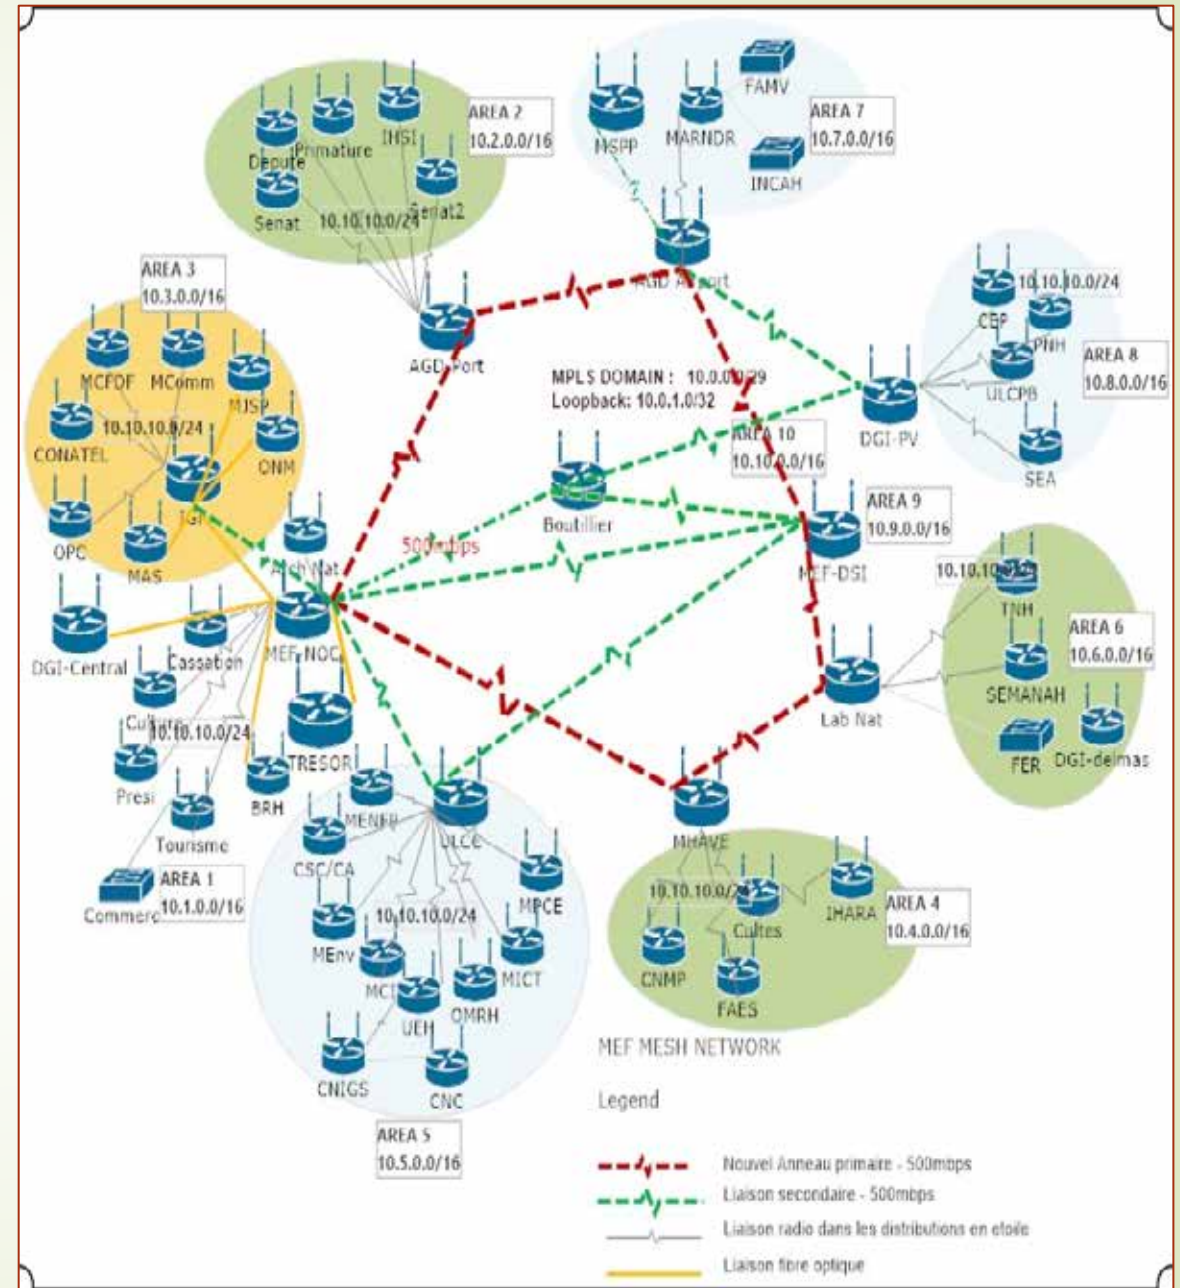 FAMV
AREA 2
10.2.0.0/16
IHSI
Primature
Depute
MSPP
MARNDR
AREA 7
10.7.0.0/16
INCAH
Senat
10.10.10.0/24
Senat2
AREA 3
10.3.0.0/16
AGD Airport
10.10.10.0/24
CEP
PNH
MCFDF
MComm
AGD-Port
AREA 8
10.8.0.0/16
MJSP
MPLS DOMAIN : 10.0.0.0/29
Loopback: 10.0.1.0/32
ULCPB
10.10.10.0/24
CONATEL
ONM
DGI-PV
AREA 10
10.10.0.0/16
SEA
AREA 9
10.9.0.0/16
Boutillier
OPC
MAS
500mbps
Arch Nat
MEF-DSI
TNH
AREA 6
10.6.0.0/16
DGI-Central
Cassation
MEF-NOC
SEMANAH
Lab Nat
Culture
10.10.10.0/24
TRESOR
FER
DGI-delmas
Presi
BRH
MENFP
ULCC
MHAVE
Tourisme
CSC/CA
AREA 1
10.1.0.0/16
Commerc
MPCE
10.10.10.0/24
IHARA
AREA 4
10.4.0.0/16
Cultes
10.10.10.0/24
MEnv
MICT
CNMP
MCI
OMRH
FAES
UEH
MEF MESH NETWORK
CNIGS
CNC
Legend
AREA 5
10.5.0.0/16
Nouvel Anneau primaire - 500mbps
Liaison secondaire - 500mbps
Liaison radio dans les distributions en etoile
Liaison fibre optique